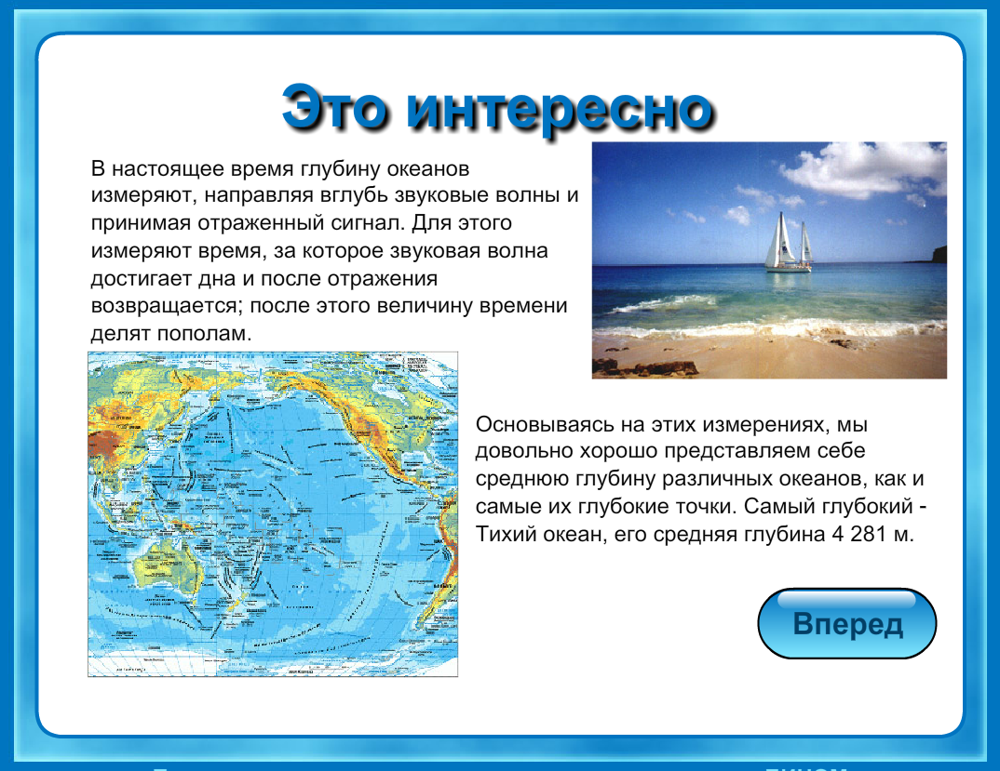 Это интересно
В настоящее время глубину океанов
измеряют, направляя вглубь звуковые волны и
принимая отраженный сигнал. Для этого
измеряют время, за которое звуковая волна
достигает дна и после отражения
возвращается; после этого величину времени
делят пополам.
Основываясь на этих измерениях, мы
довольно хорошо представляем себе
среднюю глубину различных океанов, как и
самые их глубокие точки. Самый глубокий -
Тихий океан, его средняя глубина 4 281 м.
Вперед